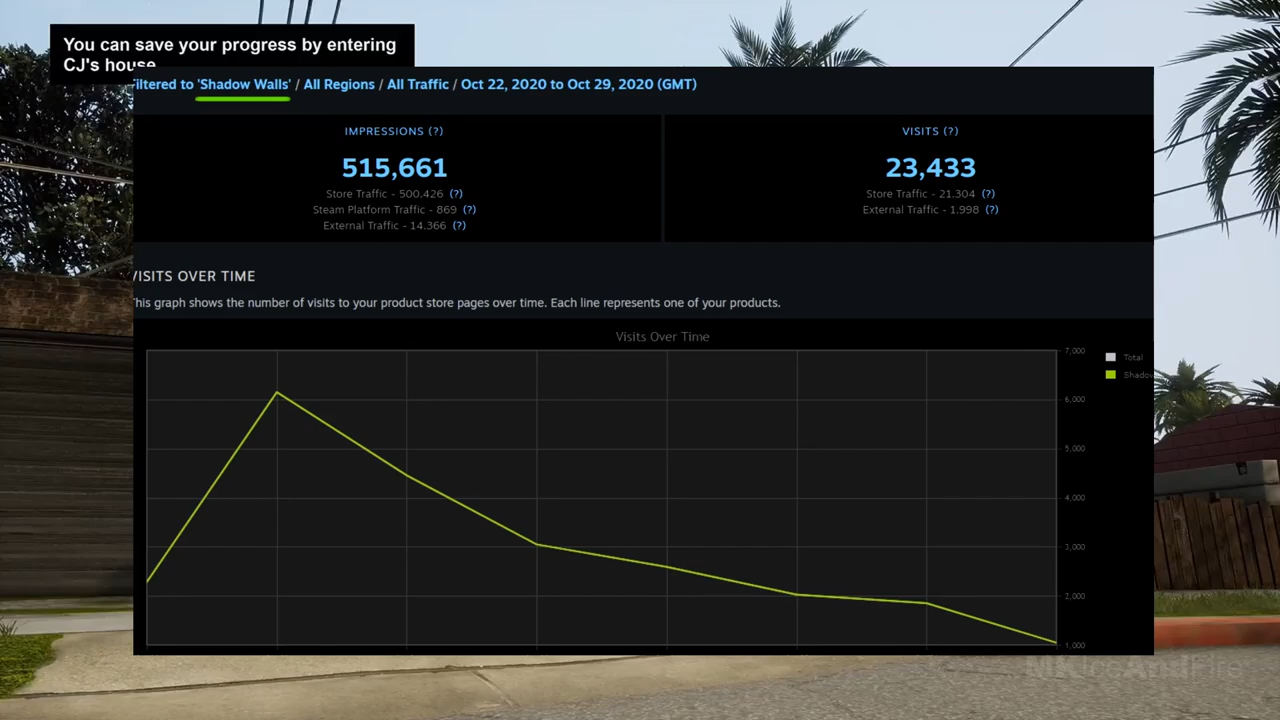 You can save your progress by entering
CJ's house
iltered to 'Shadow Walls' / All Regions / All Traffic / Oct 22, 2020 to Oct 29, 2020 (GMT)
IMPRESSIONS (?)
515,661
Store Traffic - 500.426 (?)
Steam Platform Traffic - 869 (?)
External Traffic - 14.366 (?)
VISITS (?)
23,433
Store Traffic - 21.304 (?)
External Traffic - 1.998 (?)
VISITS OVER TIME
This graph shows the number of visits to your product store pages over time. Each line represents one of your products.
Visits Over Time
7,000
6,000
5,000
4,000
3,000
2,000
1,000
Total
Shadow
MKIceAndFire